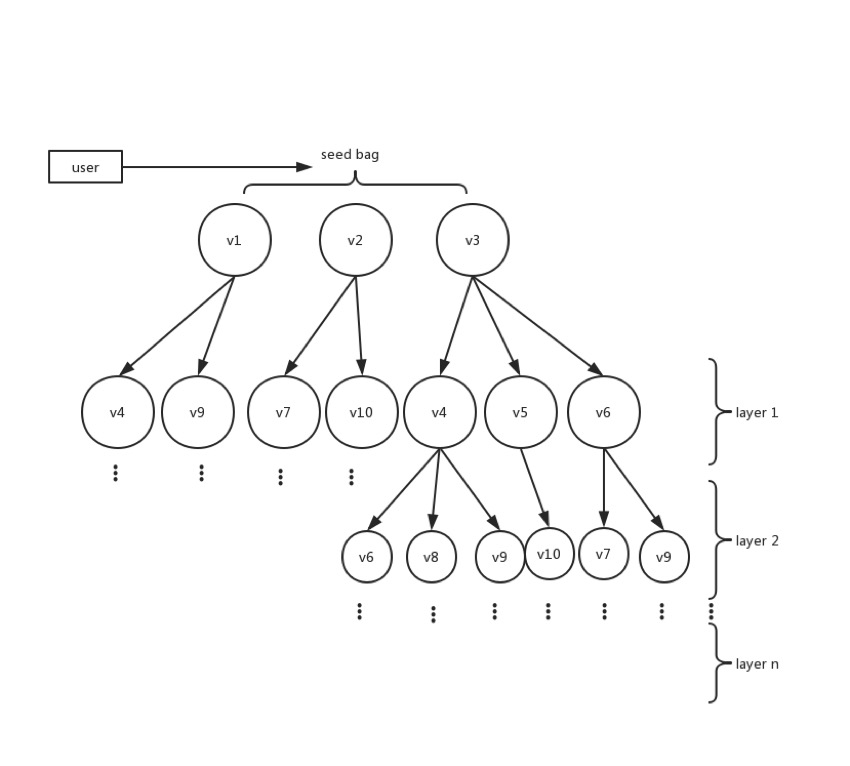 seed bag
user
v1
v2
v3
v4
v9
v7
v10
v4
v5
v6
layer 1
v6
v8
v9
v10
v7
v9
layer 2
layer n